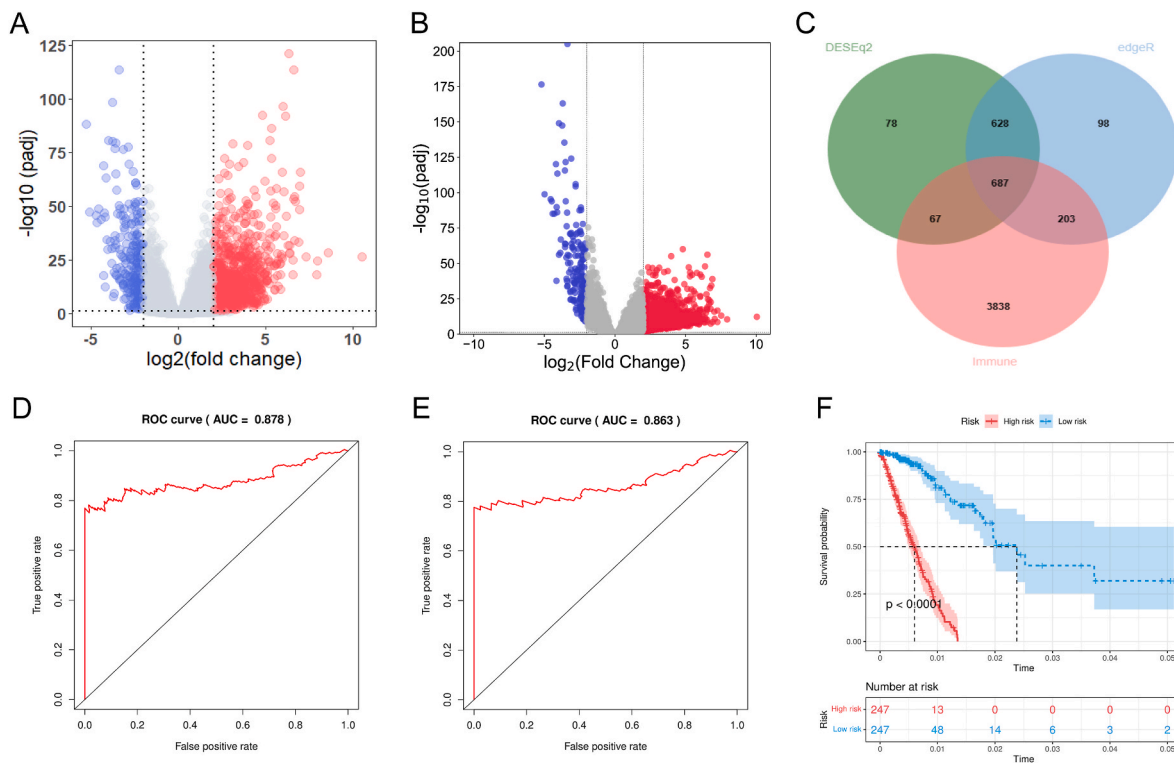 A
125
100
75
50
25
0
-log10 (padj)
-5
0
5
10
log2(fold change)
B
200
175
150
125
100
75
50
25
0
-log₁₀(padj)
-10
-5
0
5
10
log₂(Fold Change)
C
DESEq2
edgeR
78
628
98
687
67
203
3838
Immune
D
ROC curve ( AUC = 0.878 )
1.0
0.8
0.6
0.4
0.2
0.0
True positive rate
0.0
0.2
0.4
0.6
0.8
1.0
False positive rate
E
ROC curve ( AUC = 0.863 )
1.0
0.8
0.6
0.4
0.2
0.0
True positive rate
0.0
0.2
0.4
0.6
0.8
1.0
False positive rate
F
Risk High risk Low risk
1.00
0.75
0.50
0.25
0.00
Survival probability
p < 0.0001
0
0.01
0.02
0.03
0.04
0.05
Time
Number at risk
Risk
High risk 247 13 0 0 0 0
Low risk 247 48 14 6 3 2
0
0.01
0.02
0.03
0.04
0.05
Time